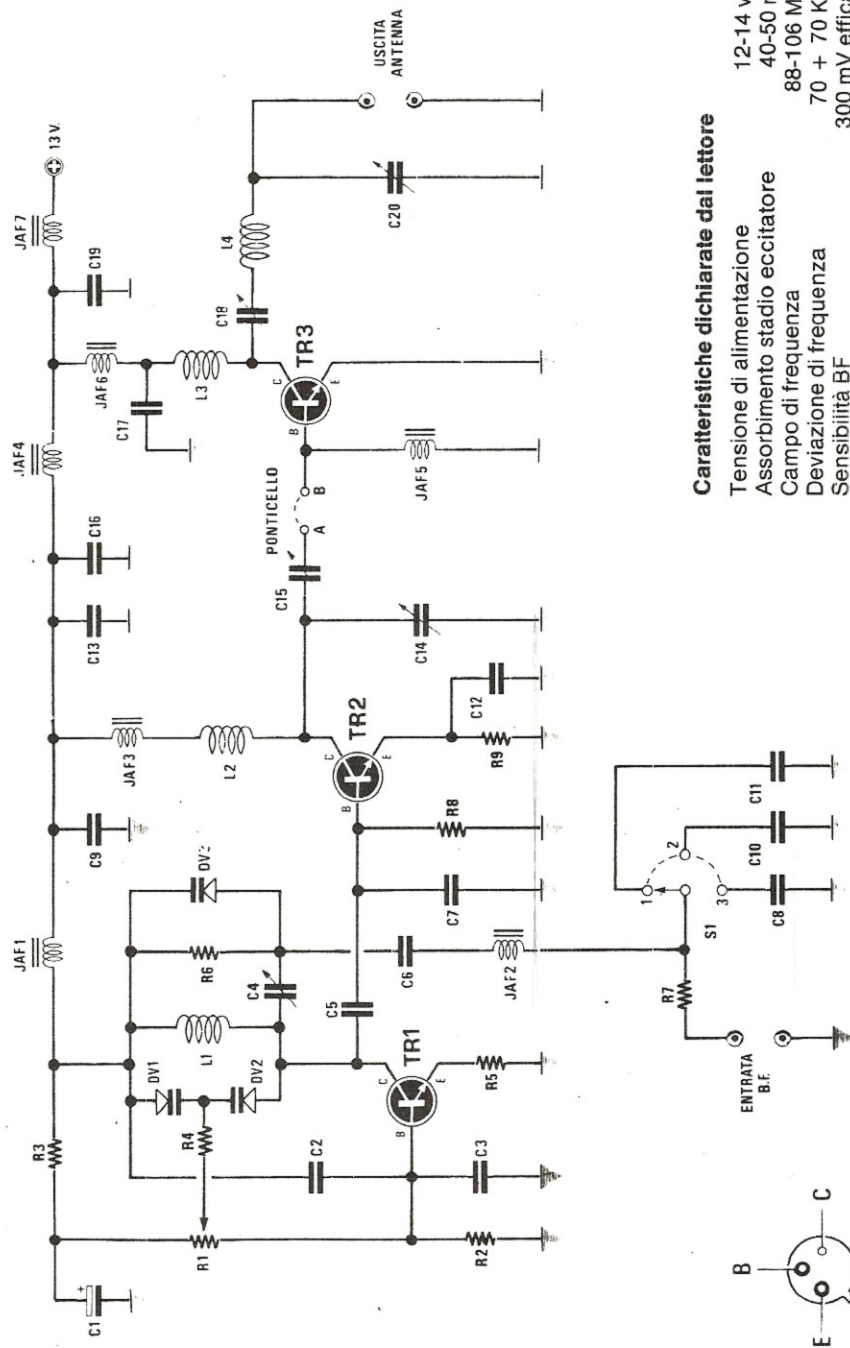 JAF7
13 V.
C19
JAF4
JAF6
C17
L3
C18
L4
C20
USCITA
ANTENNA
C
TR3
B
E
PONTICELLO
A
B
JAF5
C16
C13
C15
C14
JAF3
L2
C
TR2
B
E
C12
R9
C9
R8
C7
JAF1
DV3
R6
C4
L1
DV1
DV2
R4
C5
C6
JAF2
C
TR1
B
E
R5
R3
C2
C3
R1
R2
C1
+
R7
S1
1
2
3
C11
C10
C8
ENTRATA
B.F.
B
C
E
Caratteristiche dichiarate dal lettore
Tensione di alimentazione 12-14 v
Assorbimento stadio eccitatore 40-50
Campo di frequenza 88-106 M
Deviazione di frequenza 70 + 70 K
Sensibilità BF 300 mV effica